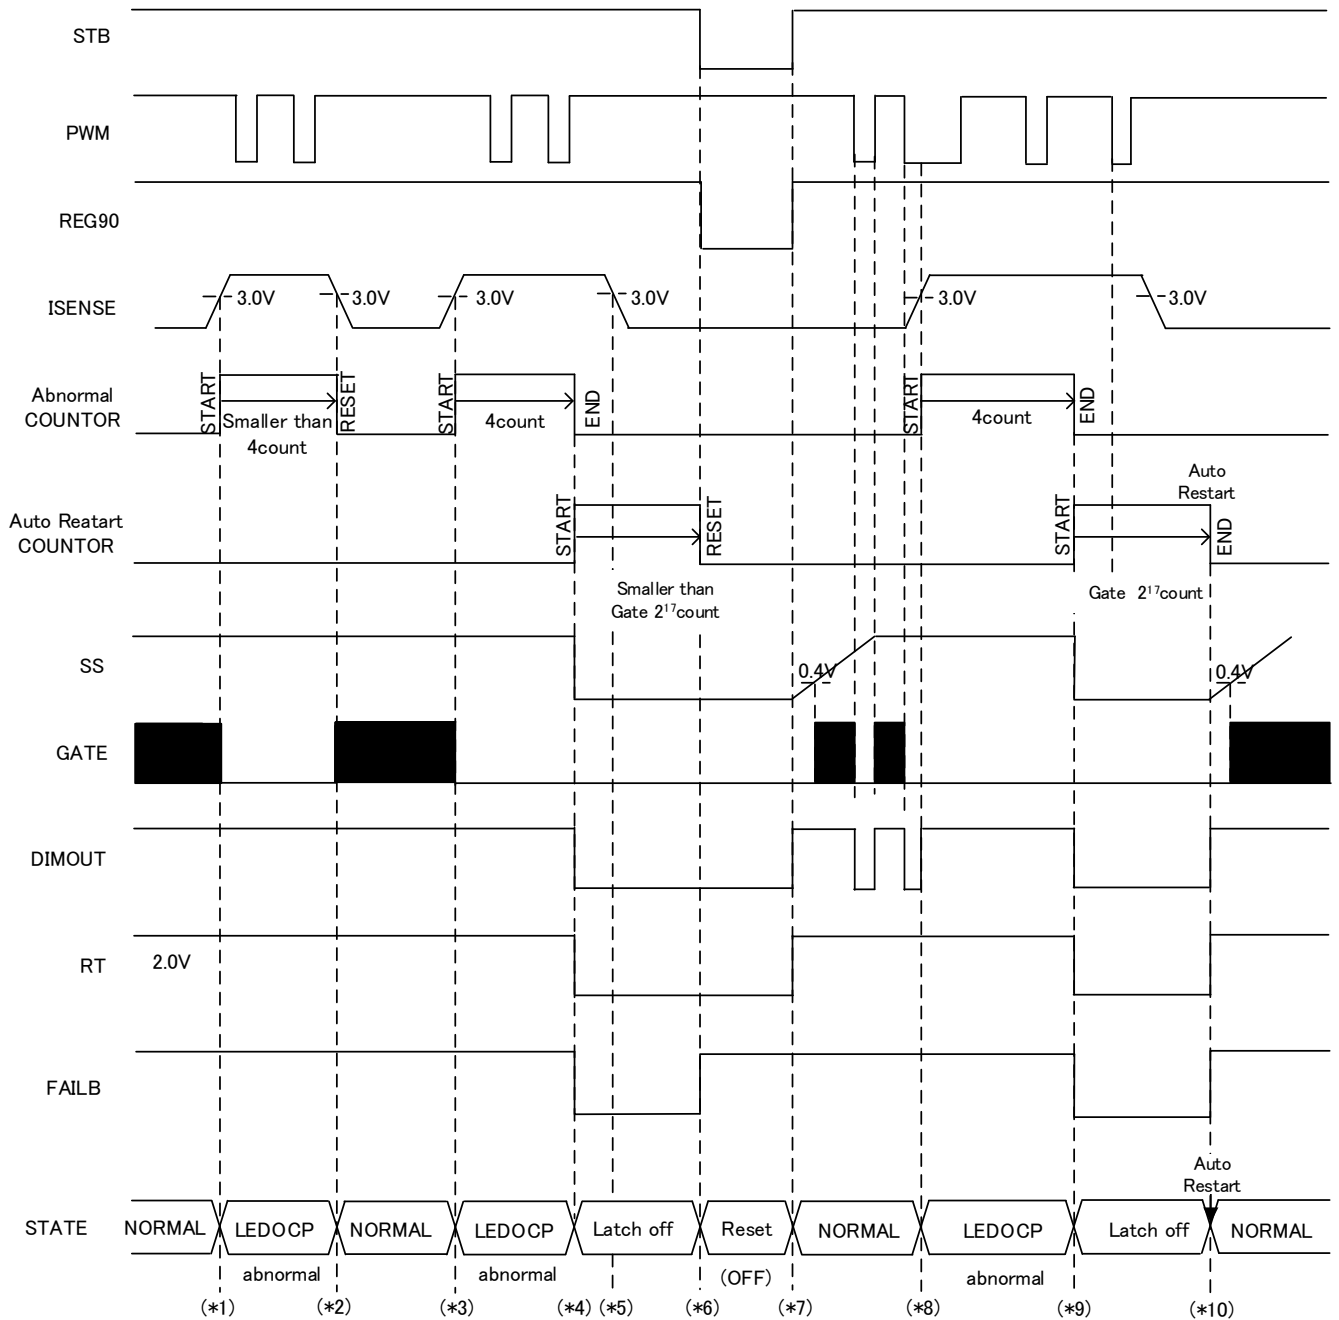 STB
PWM
REG90
ISENSE
3.0V
3.0V
3.0V
3.0V
3.0V
3.0V
Abnormal
COUNTOR
START
RESET
Smaller than
4count
START
END
4count
START
END
4count
Auto Reatart
COUNTOR
START
RESET
Smaller than
Gate 2¹⁷count
START
END
Auto
Restart
Gate 2¹⁷count
SS
0.4V
0.4V
GATE
DIMOUT
RT
2.0V
FAILB
Auto
Restart
STATE
NORMAL
LEDOCP
NORMAL
LEDOCP
Latch off
Reset
NORMAL
LEDOCP
Latch off
NORMAL
abnormal
abnormal
(OFF)
abnormal
(*1)
(*2)
(*3)
(*4)
(*5)
(*6)
(*7)
(*8)
(*9)
(*10)